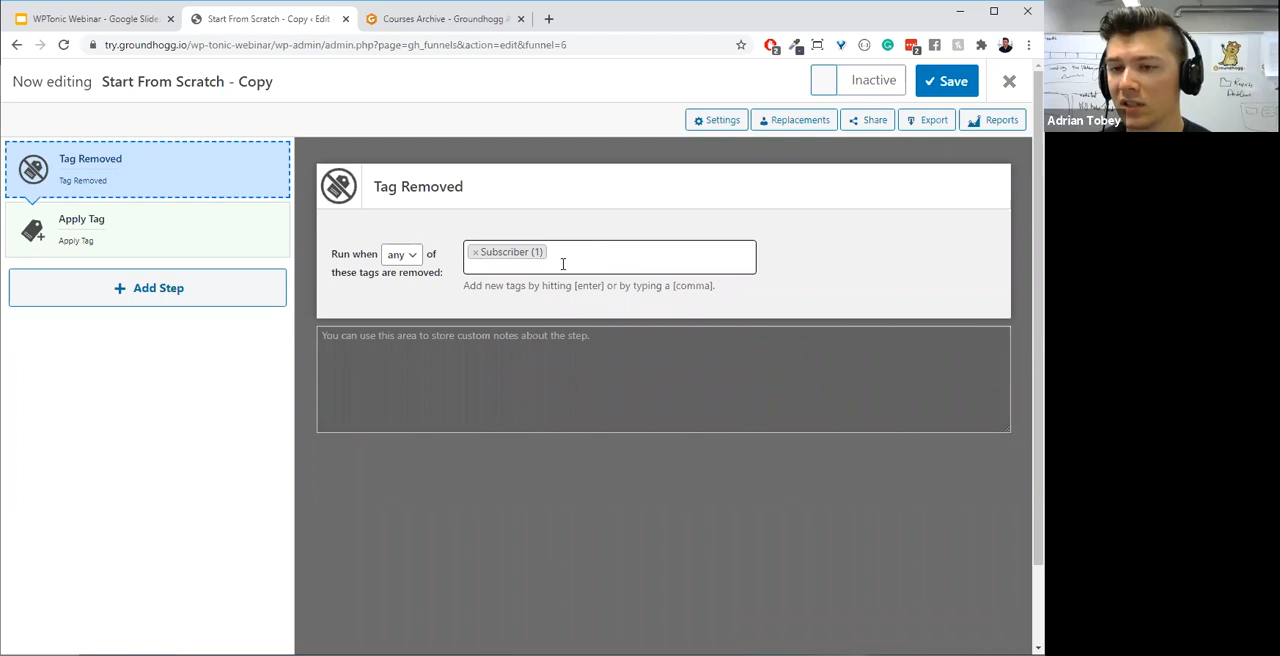 WPTonic Webinar - Google Slide
Start From Scratch - Copy ‹ Edit
Courses Archive - Groundhogg
try.groundhogg.io/wp-tonic-webinar/wp-admin/admin.php?page=gh_funnels&action=edit&funnel=6
Now editing Start From Scratch - Copy
Inactive
Save
Settings
Replacements
Share
Export
Reports
Tag Removed
Tag Removed
Apply Tag
Apply Tag
+ Add Step
Tag Removed
Run when any of
these tags are removed:
× Subscriber (1)
Add new tags by hitting [enter] or by typing a [comma].
You can use this area to store custom notes about the step.
Adrian Tobey